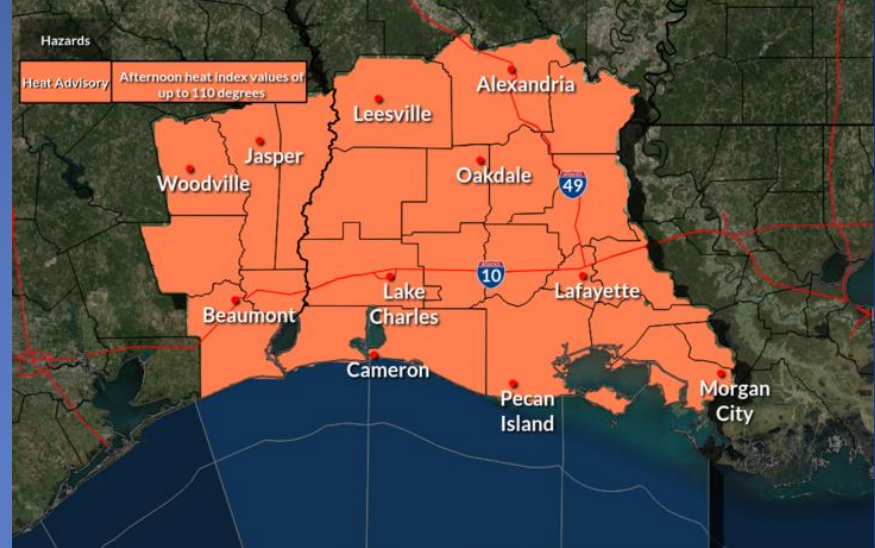 Hazards
Heat Advisory
Afternoon heat index values of
up to 110 degrees
Alexandria
Leesville
Jasper
Woodville
Oakdale
49
10
Lake
Charles
Lafayette
Beaumont
Cameron
Pecan
Island
Morgan
City